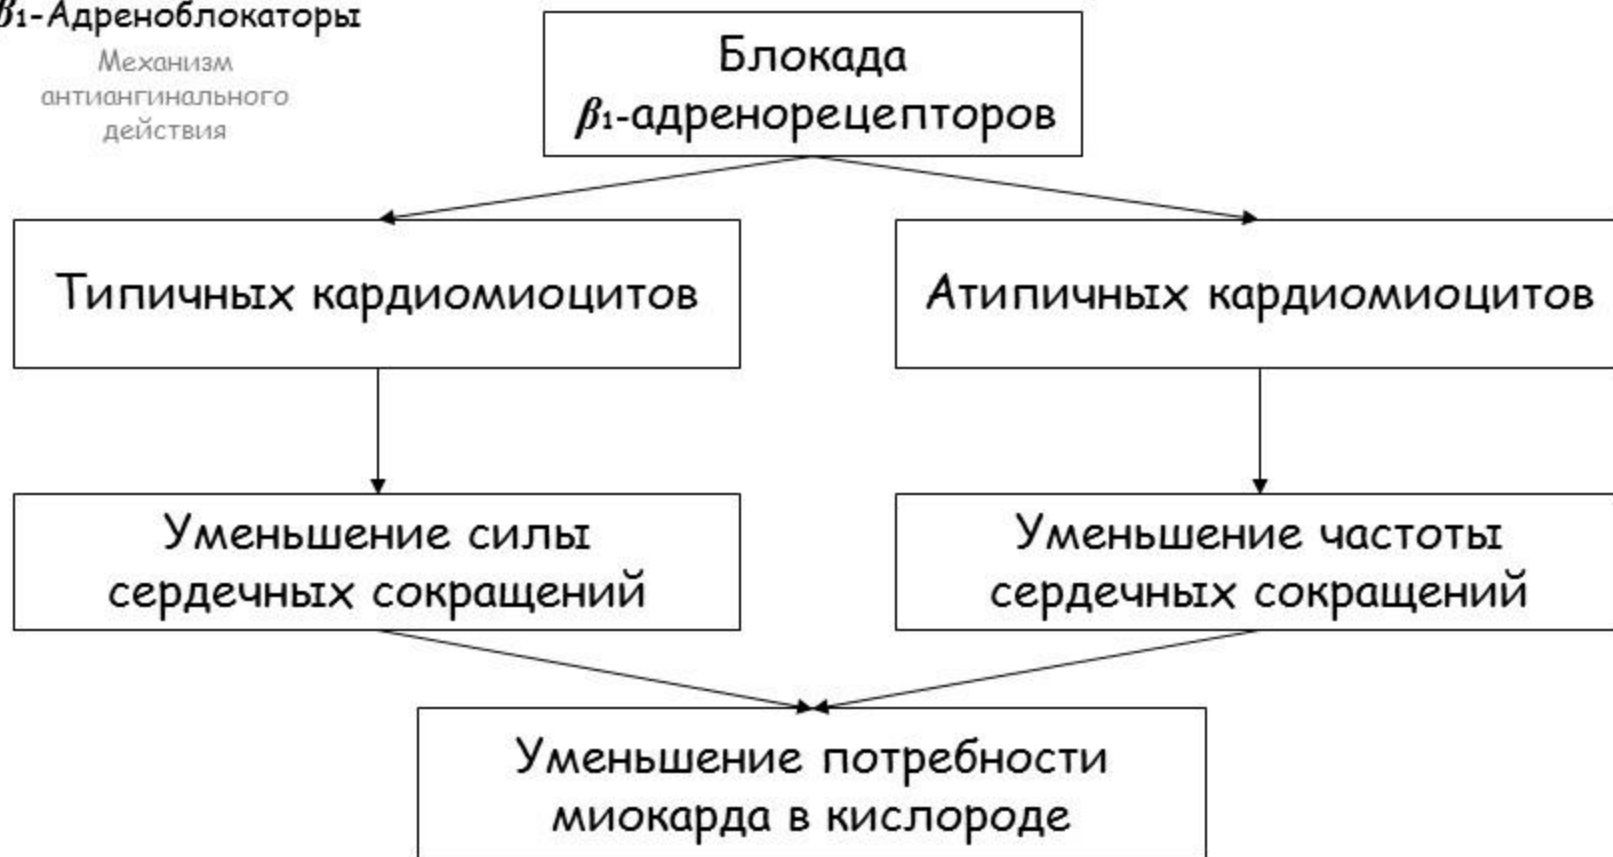 β1-Адреноблокаторы
Механизм
антиангинального
действия
Блокада
β1-адренорецепторов
Типичных кардиомиоцитов
Атипичных кардиомиоцитов
Уменьшение силы
сердечных сокращений
Уменьшение частоты
сердечных сокращений
Уменьшение потребности
миокарда в кислороде